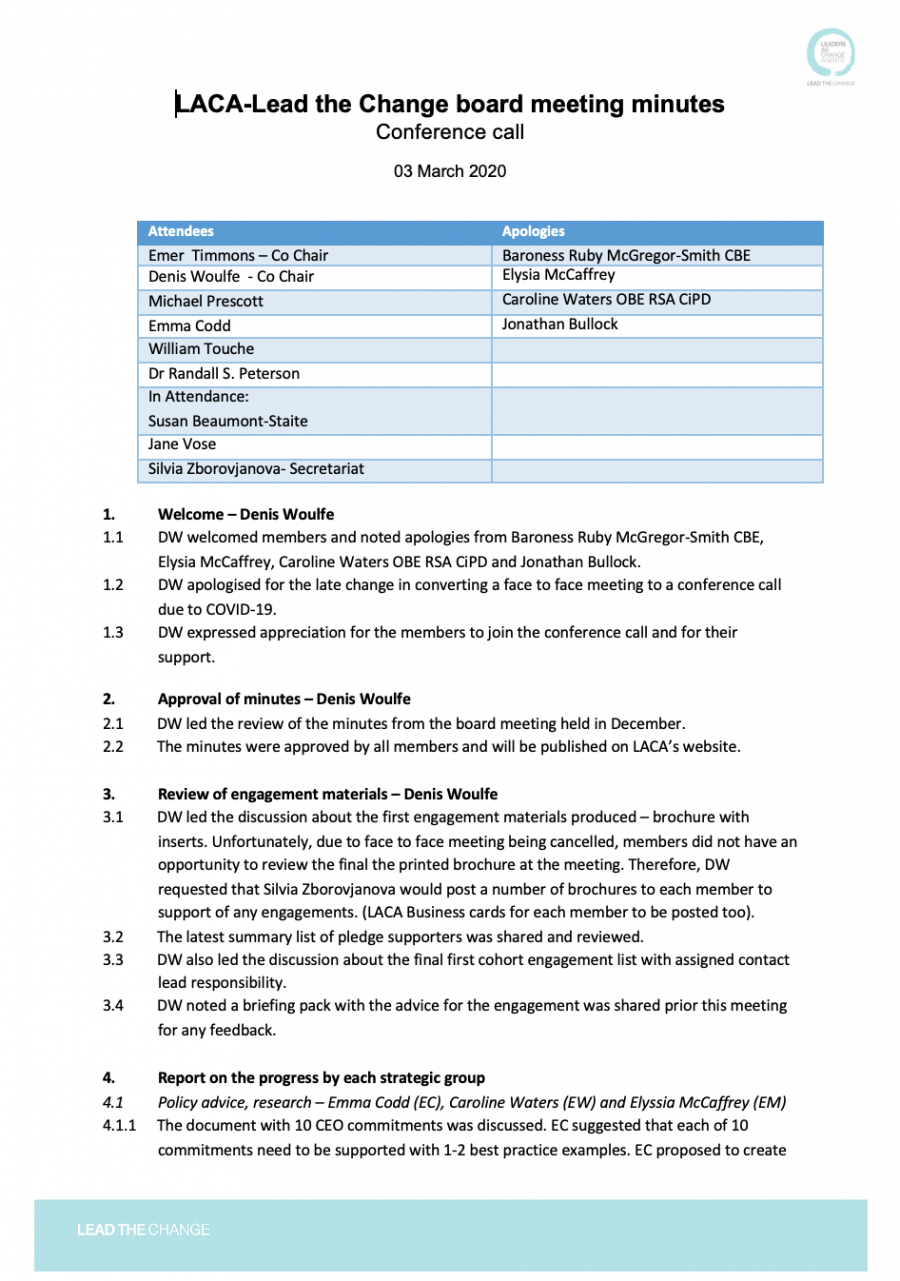 LEADERS
AS
CHANGE
AGENTS
LEAD THE CHANGE
LACA-Lead the Change board meeting minutes
Conference call
03 March 2020
Attendees Apologies
Emer  Timmons – Co Chair Baroness Ruby McGregor-Smith CBE
Denis Woulfe  - Co Chair Elysia McCaffrey
Michael Prescott Caroline Waters OBE RSA CiPD
Emma Codd Jonathan Bullock
William Touche
Dr Randall S. Peterson
In Attendance:
Susan Beaumont-Staite
Jane Vose
Silvia Zborovjanova- Secretariat
1. Welcome – Denis Woulfe
1.1 DW welcomed members and noted apologies from Baroness Ruby McGregor-Smith CBE,
Elysia McCaffrey, Caroline Waters OBE RSA CiPD and Jonathan Bullock.
1.2 DW apologised for the late change in converting a face to face meeting to a conference call
due to COVID-19.
1.3 DW expressed appreciation for the members to join the conference call and for their
support.
2. Approval of minutes – Denis Woulfe
2.1 DW led the review of the minutes from the board meeting held in December.
2.2 The minutes were approved by all members and will be published on LACA's website.
3. Review of engagement materials – Denis Woulfe
3.1 DW led the discussion about the first engagement materials produced – brochure with
inserts. Unfortunately, due to face to face meeting being cancelled, members did not have an
opportunity to review the final the printed brochure at the meeting. Therefore, DW
requested that Silvia Zborovjanova would post a number of brochures to each member to
support of any engagements. (LACA Business cards for each member to be posted too).
3.2 The latest summary list of pledge supporters was shared and reviewed.
3.3 DW also led the discussion about the final first cohort engagement list with assigned contact
lead responsibility.
3.4 DW noted a briefing pack with the advice for the engagement was shared prior this meeting
for any feedback.
4. Report on the progress by each strategic group
4.1 Policy advice, research – Emma Codd (EC), Caroline Waters (EW) and Elyssia McCaffrey (EM)
4.1.1 The document with 10 CEO commitments was discussed. EC suggested that each of 10
commitments need to be supported with 1-2 best practice examples. EC proposed to create
LEAD THE CHANGE